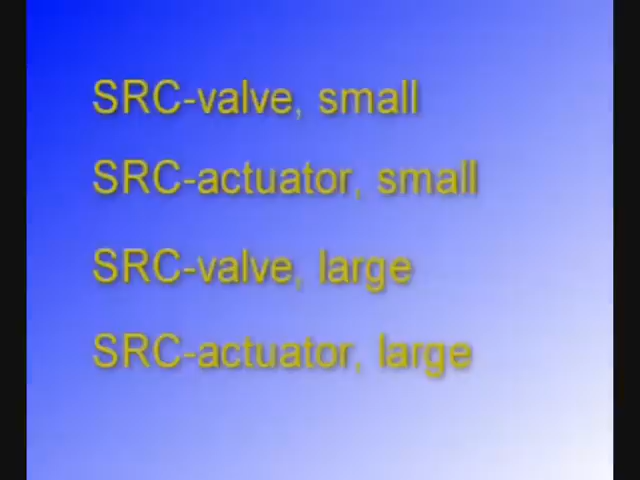 SRC-valve, small
SRC-actuator, small
SRC-valve, large
SRC-actuator, large